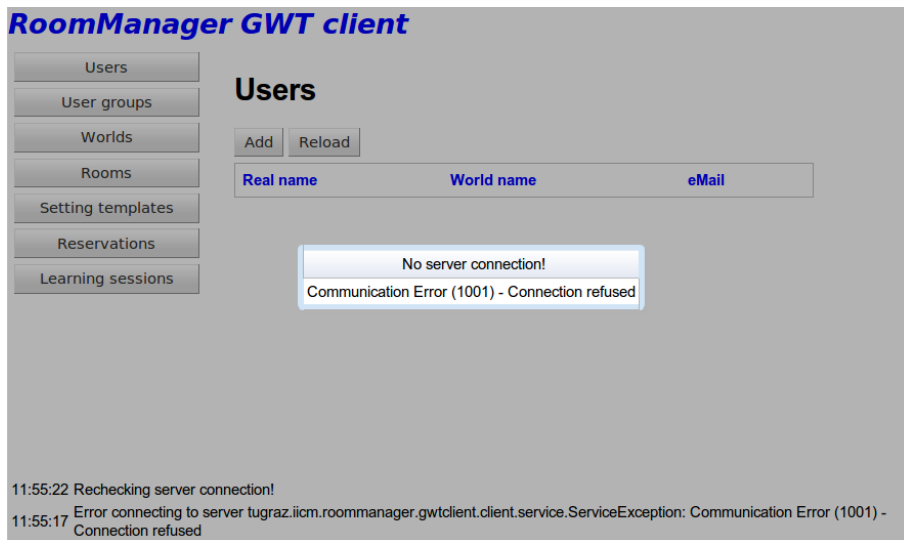 RoomManager GWT client
Users
User groups
Worlds
Rooms
Setting templates
Reservations
Learning sessions
Users
Add Reload
Real name World name eMail
No server connection!
Communication Error (1001) - Connection refused
11:55:22 Rechecking server connection!
11:55:17 Error connecting to server tugraz.iicm.roommanager.gwtclient.client.service.ServiceException: Communication Error (1001) -
Connection refused